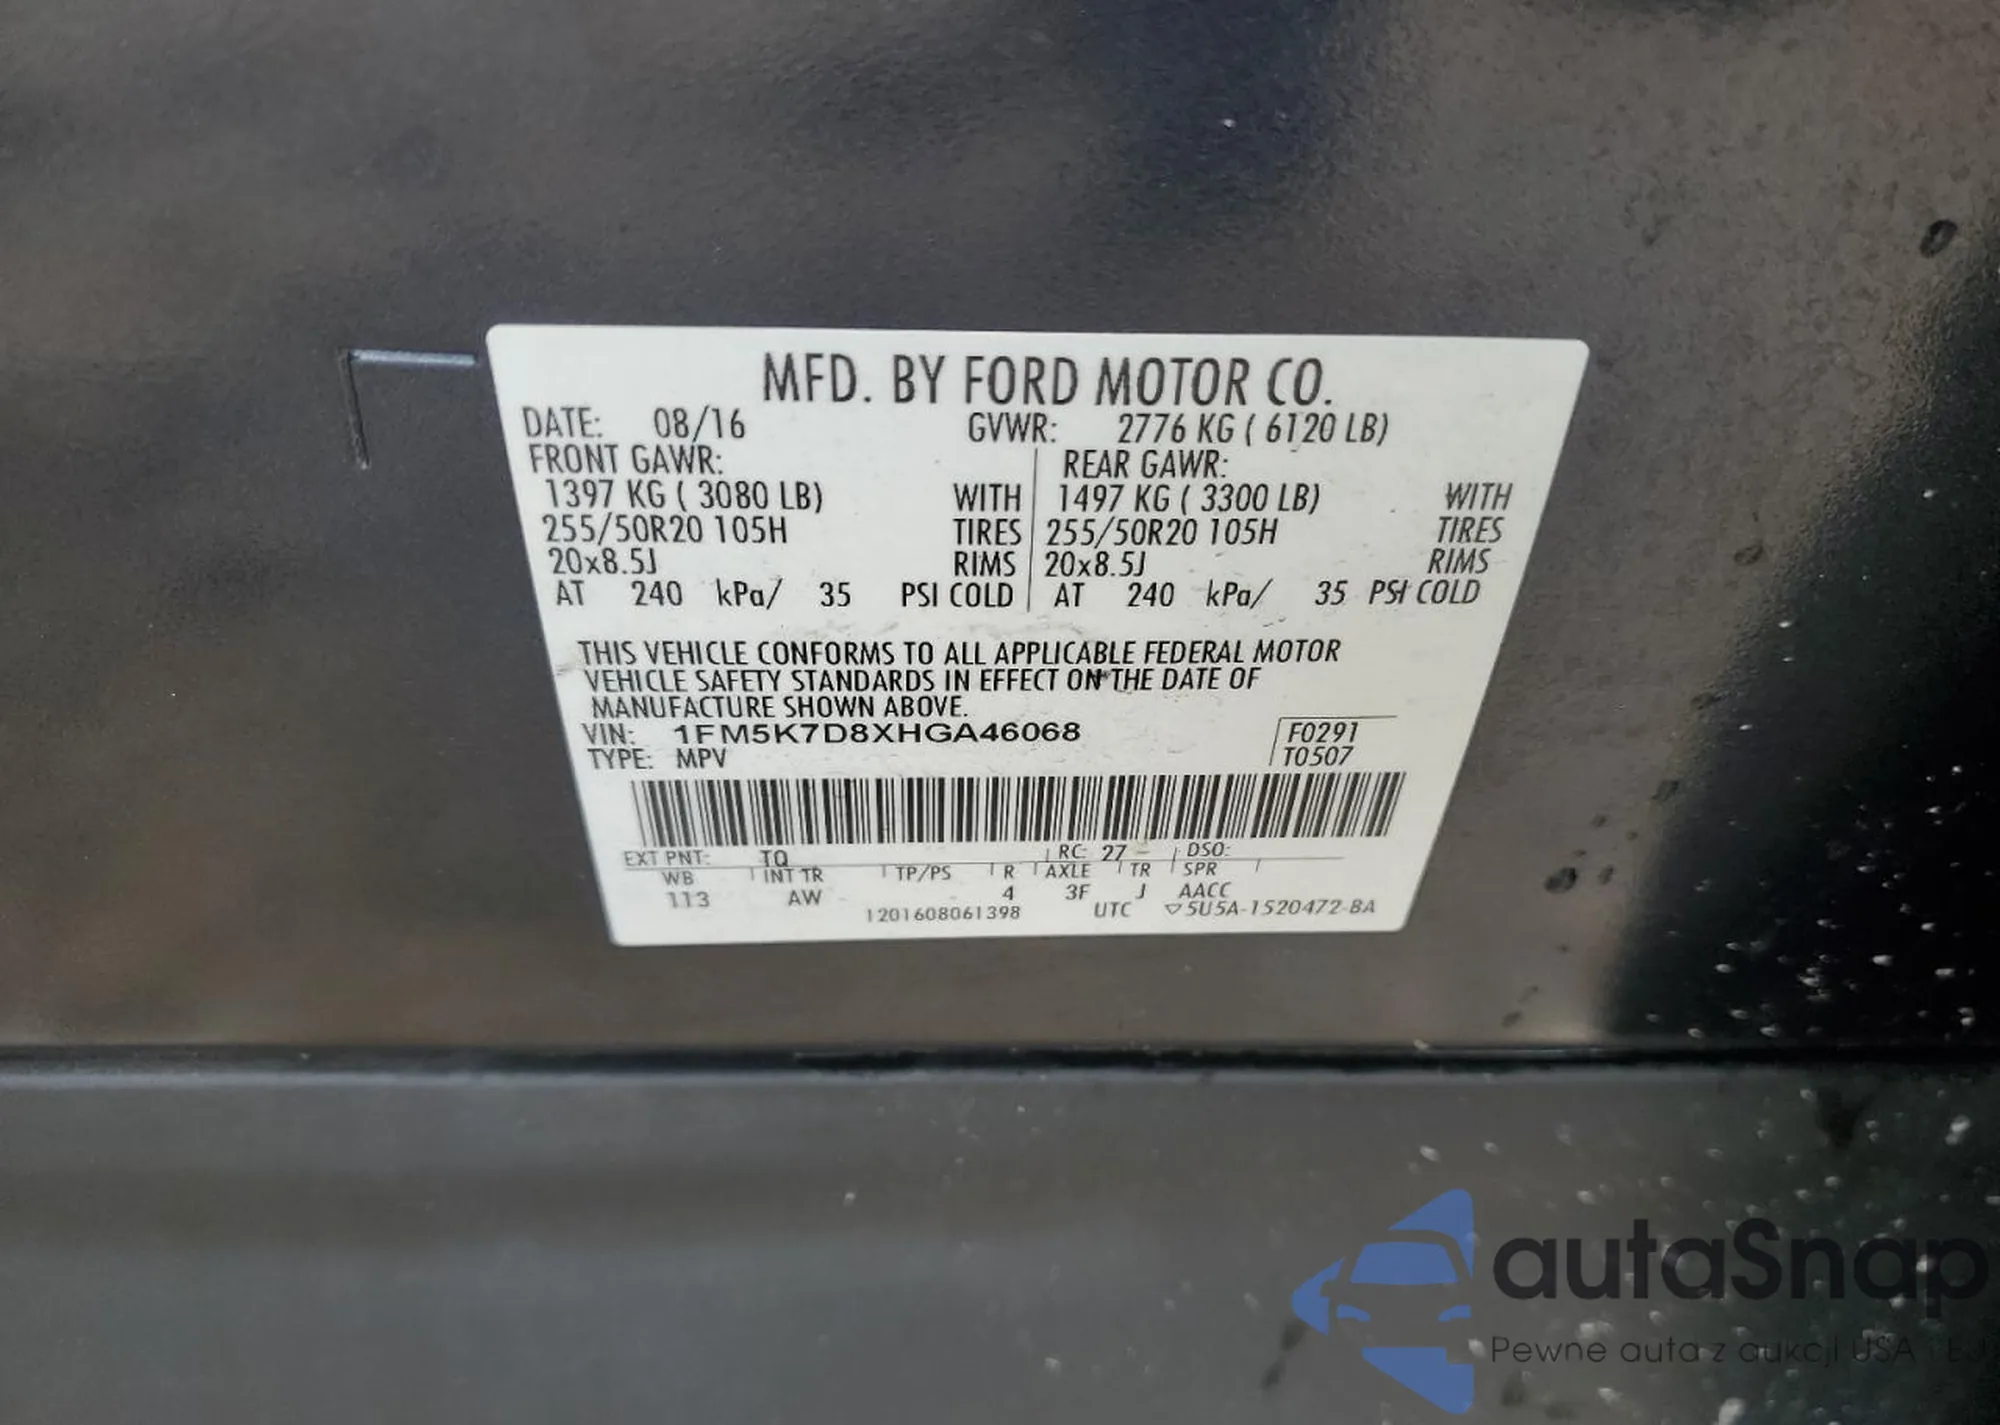 MFD. BY FORD MOTOR CO.
DATE: 08/16 GVWR: 2776 KG ( 6120 LB)
FRONT GAWR: REAR GAWR:
1397 KG ( 3080 LB) WITH 1497 KG ( 3300 LB) WITH
255/50R20 105H TIRES 255/50R20 105H TIRES
20x8.5J RIMS 20x8.5J RIMS
AT 240 kPa/ 35 PSI COLD AT 240 kPa/ 35 PSI COLD
THIS VEHICLE CONFORMS TO ALL APPLICABLE FEDERAL MOTOR
VEHICLE SAFETY STANDARDS IN EFFECT ON THE DATE OF
MANUFACTURE SHOWN ABOVE.
VIN: 1FM5K7D8XHGA46068 F0291
TYPE: MPV T0507
EXT PNT: TQ RC: 27 DSO:
WB INT TR TP/PS R AXLE TR SPR
113 AW 4 3F J AACC
1201608061398 UTC ▽5U5A-1520472-BA
autaSnap
Pewne auta z aukcji USA i EU